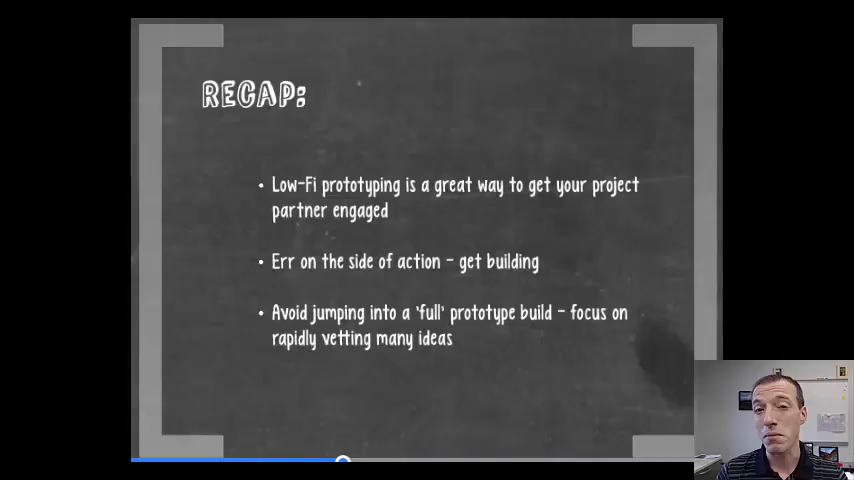 RECAP:
• Low-Fi prototyping is a great way to get your project
partner engaged
• Err on the side of action – get building
• Avoid jumping into a 'full' prototype build – focus on
rapidly vetting many ideas